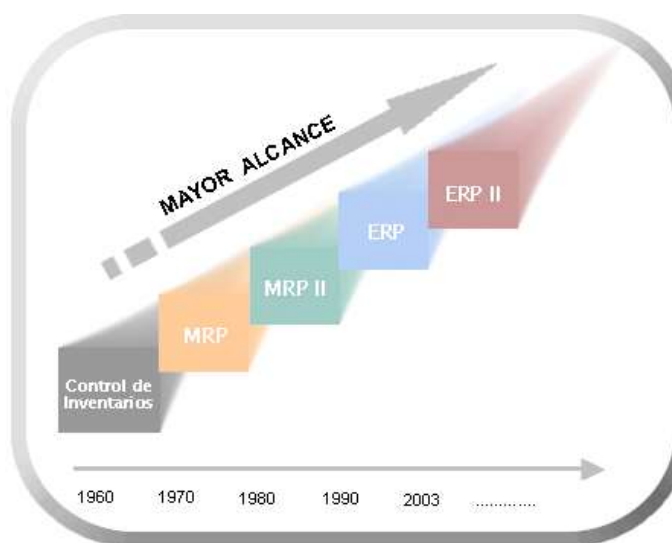 MAYOR ALCANCE
ERP II
ERP
MRP II
MRP
Control de
Inventarios
1960 1970 1980 1990 2003 ............